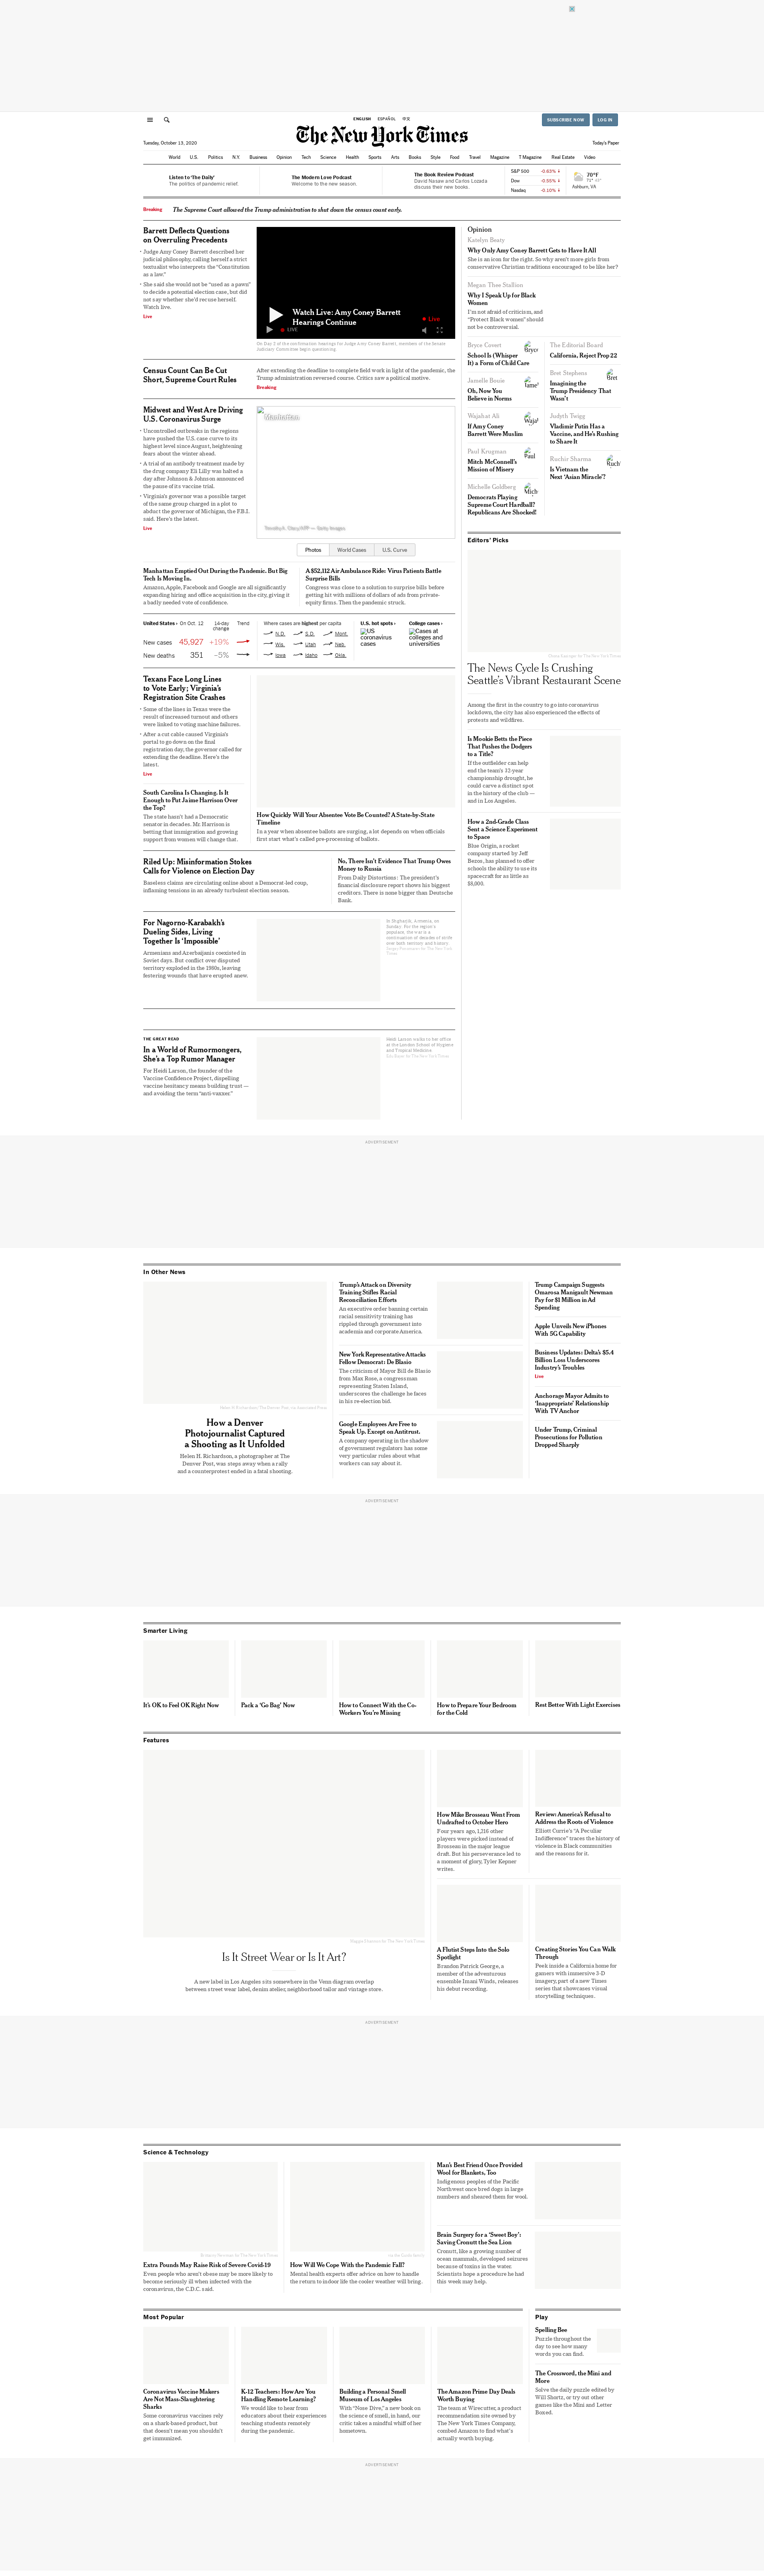 ENGLISH ESPAÑOL 中文
SUBSCRIBE NOW LOG IN
The New York Times
Tuesday, October 13, 2020
Today's Paper
World U.S. Politics N.Y. Business Opinion Tech Science Health Sports Arts Books Style Food Travel Magazine T Magazine Real Estate Video
Listen to 'The Daily'
The politics of pandemic relief.
The Modern Love Podcast
Welcome to the new season.
The Book Review Podcast
David Nasaw and Carlos Lozada
discuss their new books.
S&P 500 -0.63% ↓
Dow -0.55% ↓
Nasdaq -0.10% ↓
70°F
Ashburn, VA
Breaking The Supreme Court allowed the Trump administration to shut down the census count early.
Barrett Deflects Questions
on Overruling Precedents
• Judge Amy Coney Barrett described her
judicial philosophy, calling herself a strict
textualist who interprets the "Constitution
as a law."
• She said she would not be "used as a pawn"
to decide a potential election case, but did
not say whether she'd recuse herself.
Watch live.
Live
Watch Live: Amy Coney Barrett
Hearings Continue
Live
LIVE
On Day 2 of the confirmation hearings for Judge Amy Coney Barrett, members of the Senate
Judiciary Committee begin questioning.
Census Count Can Be Cut
Short, Supreme Court Rules
After extending the deadline to complete field work in light of the pandemic, the
Trump administration reversed course. Critics saw a political motive.
Breaking
Midwest and West Are Driving
U.S. Coronavirus Surge
• Uncontrolled outbreaks in the regions
have pushed the U.S. case curve to its
highest level since August, heightening
fears about the winter ahead.
• A trial of an antibody treatment made by
the drug company Eli Lilly was halted a
day after Johnson & Johnson announced
the pause of its vaccine trial.
• Virginia's governor was a possible target
of the same group charged in a plot to
abduct the governor of Michigan, the F.B.I.
said. Here's the latest.
Live
Manhattan
Timothy A. Clary/AFP — Getty Images
Photos World Cases U.S. Curve
Manhattan Emptied Out During the Pandemic. But Big
Tech Is Moving In.
Amazon, Apple, Facebook and Google are all significantly
expanding hiring and office acquisition in the city, giving it
a badly needed vote of confidence.
A $52,112 Air Ambulance Ride: Virus Patients Battle
Surprise Bills
Congress was close to a solution to surprise bills before
getting hit with millions of dollars of ads from private-
equity firms. Then the pandemic struck.
United States › On Oct. 12 14-day change Trend
New cases 45,927 +19%
New deaths 351 –5%
Where cases are highest per capita
N.D. S.D. Mont.
Wis. Utah Neb.
Iowa Idaho Okla.
U.S. hot spots ›
US coronavirus cases
College cases ›
Cases at colleges and universities
Texans Face Long Lines
to Vote Early; Virginia's
Registration Site Crashes
• Some of the lines in Texas were the
result of increased turnout and others
were linked to voting machine failures.
• After a cut cable caused Virginia's
portal to go down on the final
registration day, the governor called for
extending the deadline. Here's the
latest.
Live
South Carolina Is Changing. Is It
Enough to Put Jaime Harrison Over
the Top?
The state hasn't had a Democratic
senator in decades. Mr. Harrison is
betting that immigration and growing
support from women will change that.
How Quickly Will Your Absentee Vote Be Counted? A State-by-State
Timeline
In a year when absentee ballots are surging, a lot depends on when officials
first start what's called pre-processing of ballots.
Riled Up: Misinformation Stokes
Calls for Violence on Election Day
Baseless claims are circulating online about a Democrat-led coup,
inflaming tensions in an already turbulent election season.
No, There Isn't Evidence That Trump Owes
Money to Russia
From Daily Distortions: The president's
financial disclosure report shows his biggest
creditors. There is none bigger than Deutsche
Bank.
For Nagorno-Karabakh's
Dueling Sides, Living
Together Is 'Impossible'
Armenians and Azerbaijanis coexisted in
Soviet days. But conflict over disputed
territory exploded in the 1980s, leaving
festering wounds that have erupted anew.
In Stepanakert, Armenia, on
Sunday. For the region's
populace, the war is a
continuation of decades of strife
over both territory and history.
THE GREAT READ
In a World of Rumormongers,
She's a Top Rumor Manager
For Heidi Larson, the founder of the
Vaccine Confidence Project, dispelling
vaccine hesitancy means building trust —
and avoiding the term "anti-vaxxer."
Heidi Larson walks to her office
at the London School of Hygiene
and Tropical Medicine.
Opinion
Katelyn Beaty
Why Only Amy Coney Barrett Gets to Have It All
She is an icon for the right. So why aren't more girls from
conservative Christian traditions encouraged to be like her?
Megan Thee Stallion
Why I Speak Up for Black
Women
I'm not afraid of criticism, and
"Protect Black women" should
not be controversial.
Bryce Covert
School Is (Whisper
It) a Form of Child Care
Jamelle Bouie
Oh, Now You
Believe in Norms
Wajahat Ali
If Amy Coney
Barrett Were Muslim
Paul Krugman
Mitch McConnell's
Mission of Misery
Michelle Goldberg
Democrats Playing
Supreme Court Hardball?
Republicans Are Shocked!
The Editorial Board
California, Reject Prop 22
Bret Stephens
Imagining the
Trump Presidency That
Wasn't
Judyth Twigg
Vladimir Putin Has a
Vaccine, and He's Rushing
to Share It
Ruchir Sharma
Is Vietnam the
Next 'Asian Miracle'?
Editors' Picks
The News Cycle Is Crushing
Seattle's Vibrant Restaurant Scene
Among the first in the country to go into coronavirus
lockdown, the city has also experienced the effects of
protests and wildfires.
Is Mookie Betts the Piece
That Pushes the Dodgers
to a Title?
If the outfielder can help
end the team's 32-year
championship drought, he
could carve a distinct spot
in the history of the club —
and in Los Angeles.
How a 2nd-Grade Class
Sent a Science Experiment
to Space
Blue Origin, a rocket
company started by Jeff
Bezos, has planned to offer
schools the ability to use its
spacecraft for as little as
$8,000.
ADVERTISEMENT
In Other News
Helen H. Richardson/The Denver Post, via Associated Press
How a Denver
Photojournalist Captured
a Shooting as It Unfolded
Helen H. Richardson, a photographer at The
Denver Post, was steps away when a rally
and a counterprotest ended in a fatal shooting.
Trump's Attack on Diversity
Training Stifles Racial
Reconciliation Efforts
An executive order banning certain
racial sensitivity training has
rippled through government into
academia and corporate America.
New York Representative Attacks
Fellow Democrat: De Blasio
The criticism of Mayor Bill de Blasio
from Max Rose, a congressman
representing Staten Island,
underscores the challenge he faces
in his re-election bid.
Google Employees Are Free to
Speak Up. Except on Antitrust.
A company operating in the shadow
of government regulators has some
very particular rules about what
workers can say about it.
Trump Campaign Suggests
Omarosa Manigault Newman
Pay for $1 Million in Ad
Spending
Apple Unveils New iPhones
With 5G Capability
Business Updates: Delta's $5.4
Billion Loss Underscores
Industry's Troubles
Live
Anchorage Mayor Admits to
'Inappropriate' Relationship
With TV Anchor
Under Trump, Criminal
Prosecutions for Pollution
Dropped Sharply
ADVERTISEMENT
Smarter Living
It's OK to Feel OK Right Now
Pack a 'Go Bag' Now
How to Connect With the Co-
Workers You're Missing
How to Prepare Your Bedroom
for the Cold
Rest Better With Light Exercises
Features
Is It Street Wear or Is It Art?
A new label in Los Angeles sits somewhere in the Venn diagram overlap
between street wear label, denim atelier, neighborhood tailor and vintage store.
How Mike Brosseau Went From
Undrafted to October Hero
Four years ago, 1,216 other
players were picked instead of
Brosseau in the major league
draft. But his perseverance led to
a moment of glory, Tyler Kepner
writes.
Review: America's Refusal to
Address the Roots of Violence
Elliott Currie's "A Peculiar
Indifference" traces the history of
violence in Black communities
and the reasons for it.
A Flutist Steps Into the Solo
Spotlight
Brandon Patrick George, a
member of the adventurous
ensemble Imani Winds, releases
his debut recording.
Creating Stories You Can Walk
Through
Peek inside a California home for
gamers with immersive 3-D
imagery, part of a new Times
series that showcases visual
storytelling techniques.
ADVERTISEMENT
Science & Technology
Extra Pounds May Raise Risk of Severe Covid-19
Even people who aren't obese may be more likely to
become seriously ill when infected with the
coronavirus, the C.D.C. said.
How Will We Cope With the Pandemic Fall?
Mental health experts offer advice on how to handle
the return to indoor life the cooler weather will bring.
Man's Best Friend Once Provided
Wool for Blankets, Too
Indigenous peoples of the Pacific
Northwest once bred dogs in large
numbers and sheared them for wool.
Brain Surgery for a 'Sweet Boy':
Saving Cronutt the Sea Lion
Cronutt, like a growing number of
ocean mammals, developed seizures
because of toxins in the water.
Scientists hope a procedure he had
this week may help.
Most Popular
Coronavirus Vaccine Makers
Are Not Mass-Slaughtering
Sharks
Some coronavirus vaccines rely
on a shark-based product, but
that doesn't mean you shouldn't
get immunized.
K-12 Teachers: How Are You
Handling Remote Learning?
We would like to hear from
educators about their experiences
teaching students remotely
during the pandemic.
Building a Personal Smell
Museum of Los Angeles
With "Nose Dive," a new book on
the science of smell, in hand, our
critic takes a mindful whiff of her
hometown.
The Amazon Prime Day Deals
Worth Buying
The team at Wirecutter, a product
recommendation site owned by
The New York Times Company,
combed Amazon to find what's
actually worth buying.
Play
Spelling Bee
Puzzle throughout the
day to see how many
words you can find.
The Crossword, the Mini and
More
Solve the daily puzzle edited by
Will Shortz, or try out other
games like the Mini and Letter
Boxed.
ADVERTISEMENT